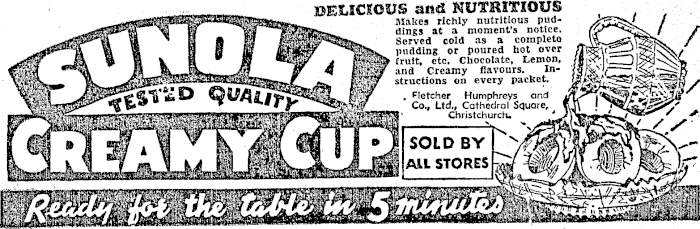 SUNOLA
TESTED QUALITY
CREAMY CUP
DELICIOUS and NUTRITIOUS
Makes richly nutritious pud-
dings at a moment's notice.
Served cold as a complete
pudding or poured hot over
fruit, etc. Chocolate, Lemon,
and Creamy flavours. In-
structions on every packet.
Fletcher Humphreys and
Co., Ltd., Cathedral Square,
Christchurch.
SOLD BY
ALL STORES
Ready for the table in 5 minutes